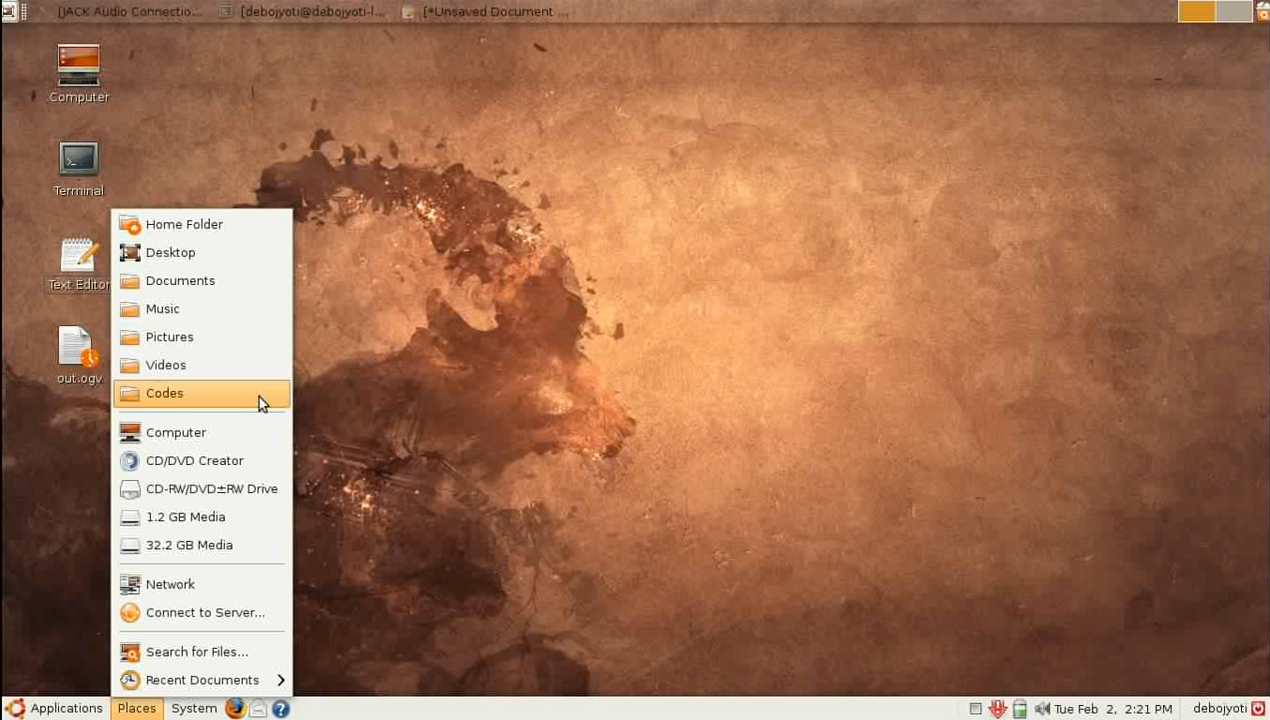 [JACK Audio Connectio...
[debojyoti@debojyoti-l...
[*Unsaved Document ...
Computer
Terminal
Text Editor
out.ogv
Home Folder
Desktop
Documents
Music
Pictures
Videos
Codes
Computer
CD/DVD Creator
CD-RW/DVD±RW Drive
1.2 GB Media
32.2 GB Media
Network
Connect to Server...
Search for Files...
Recent Documents
Applications Places System Tue Feb 2, 2:21 PM debojyoti